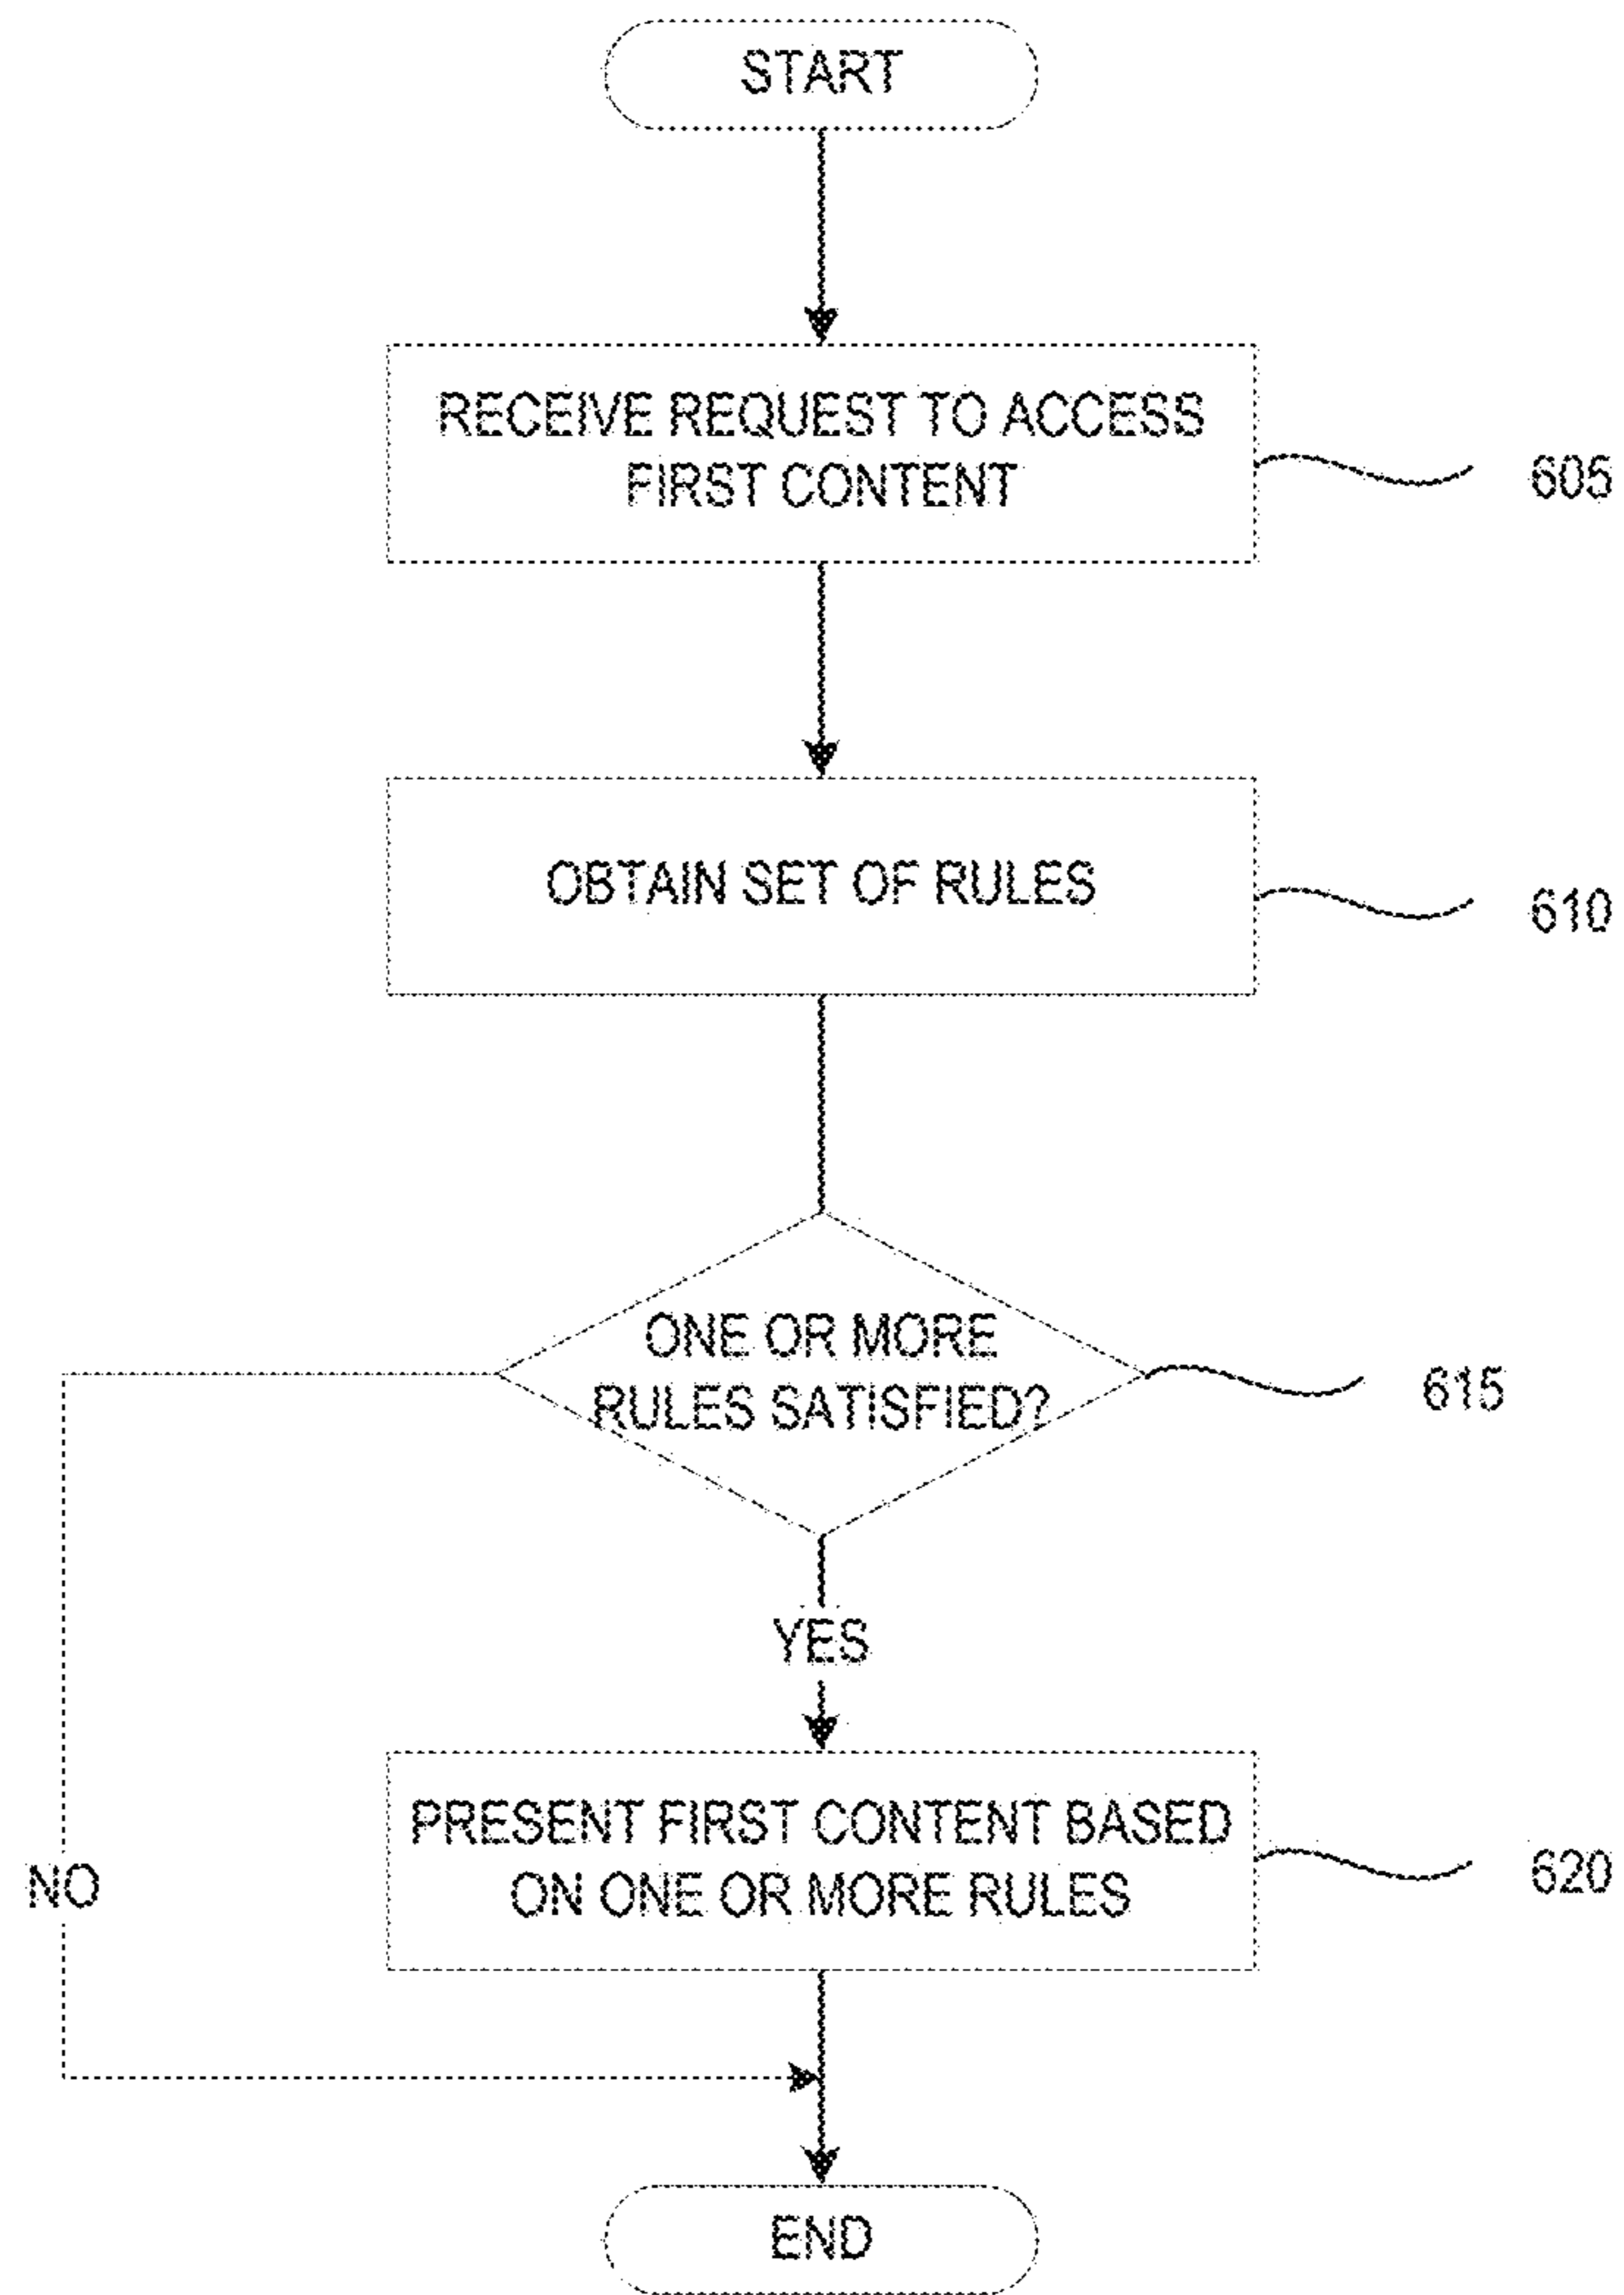 START
RECEIVE REQUEST TO ACCESS
FIRST CONTENT
605
OBTAIN SET OF RULES
610
ONE OR MORE
RULES SATISFIED?
615
YES
PRESENT FIRST CONTENT BASED
ON ONE OR MORE RULES
620
NO
END